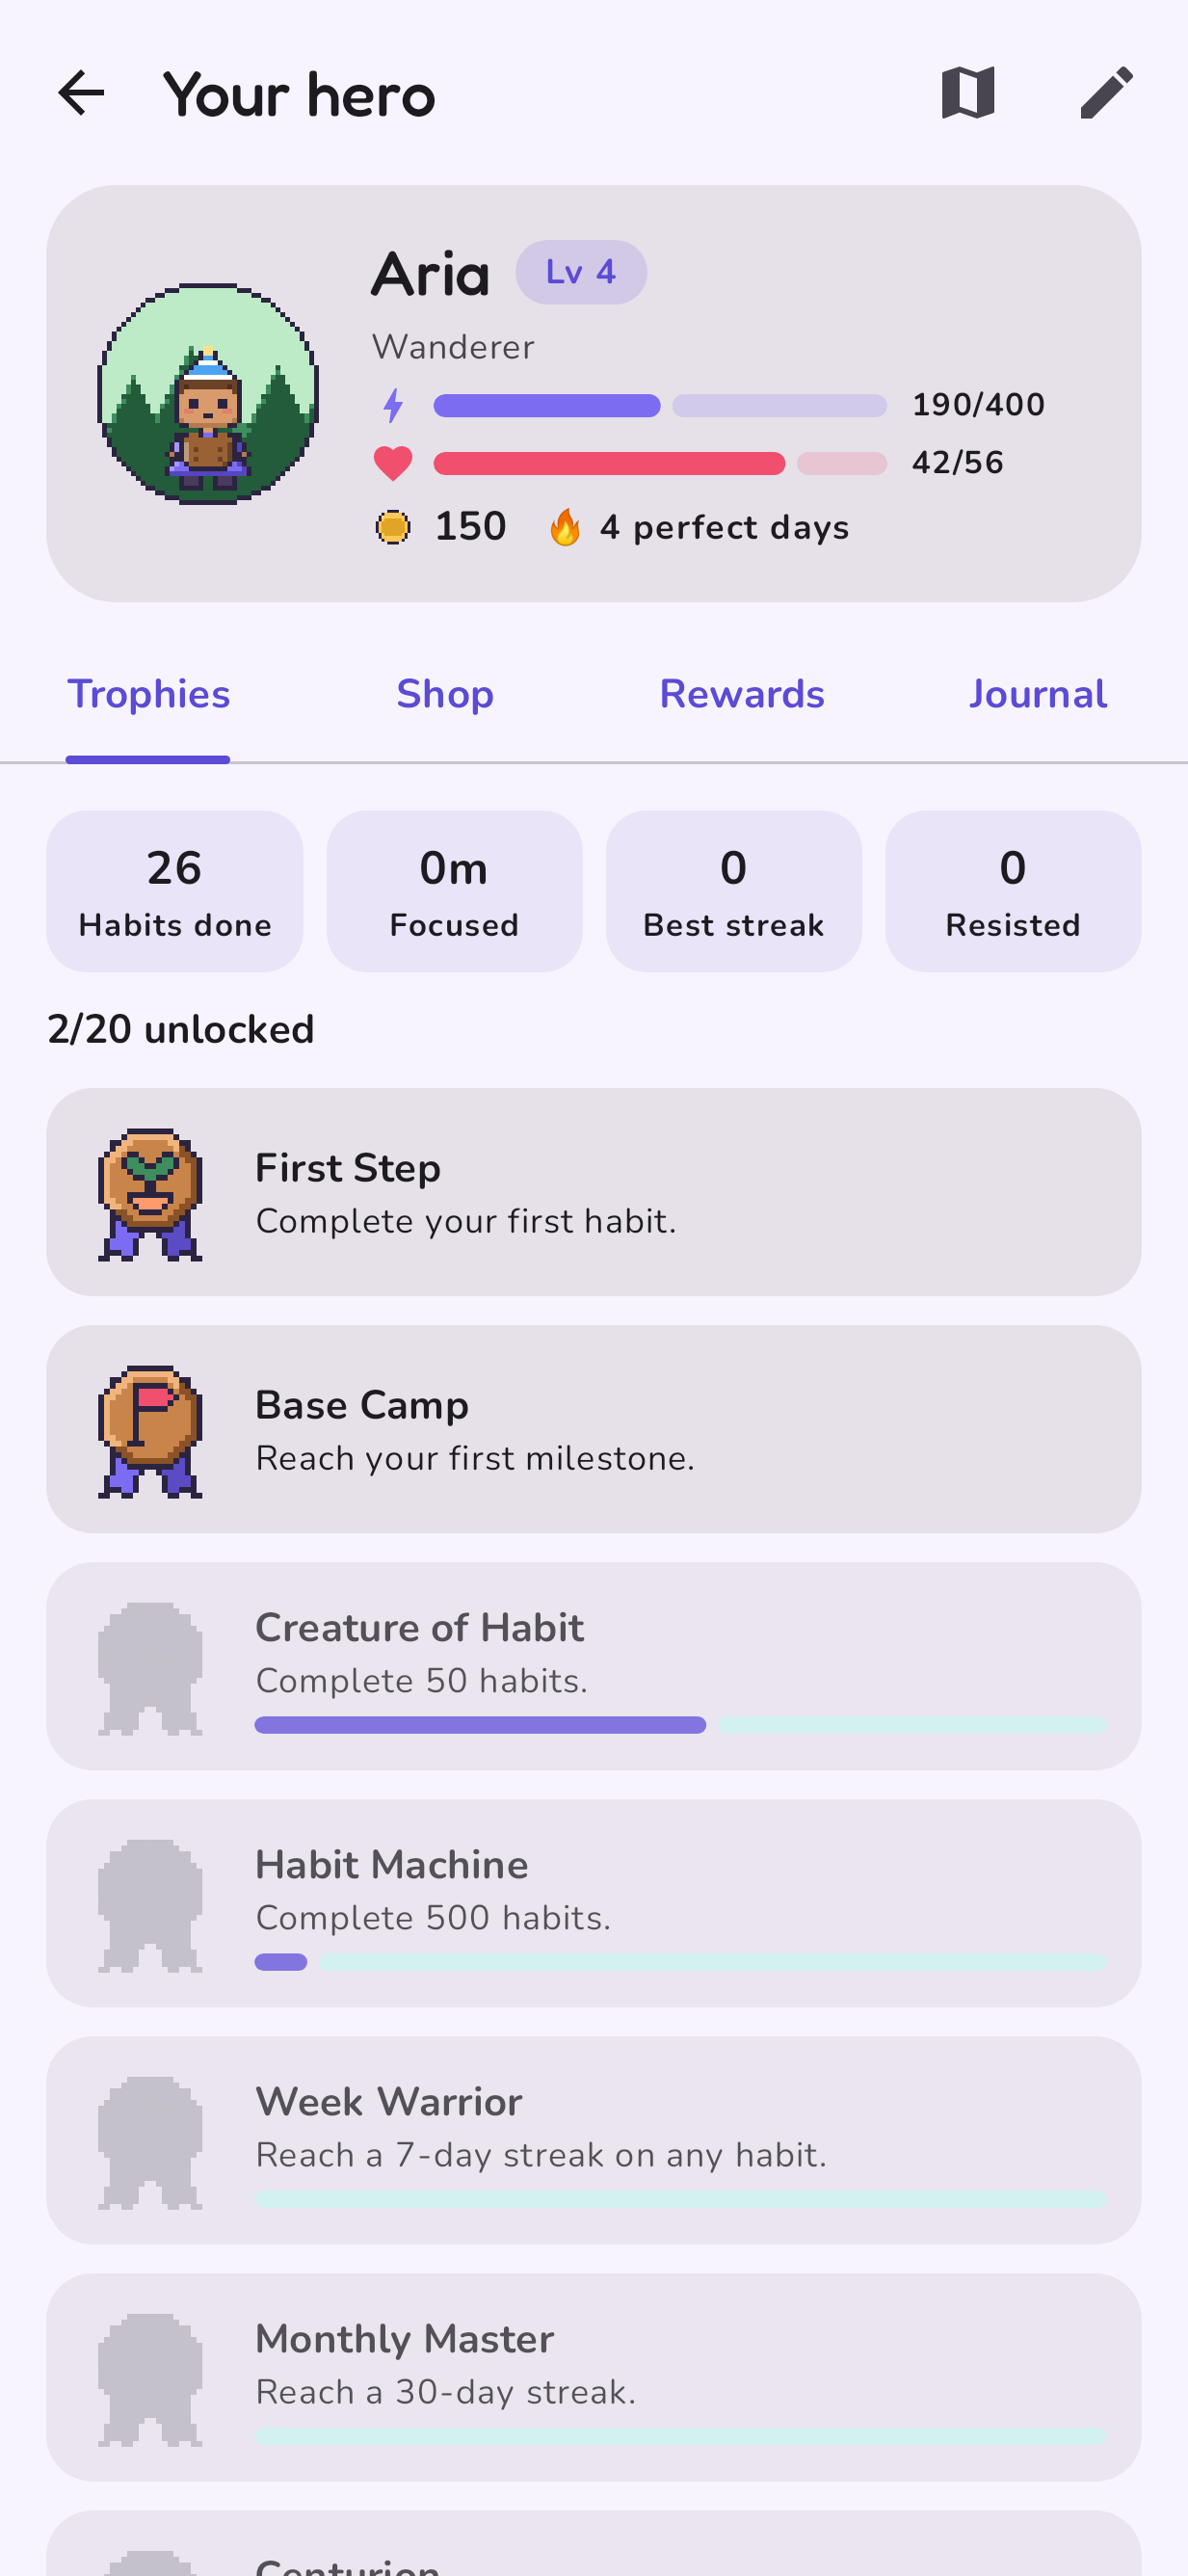 Your hero
Aria Lv 4
Wanderer
190/400
42/56
150 4 perfect days
Trophies Shop Rewards Journal
26 0m 0 0
Habits done Focused Best streak Resisted
2/20 unlocked
First Step
Complete your first habit.
Base Camp
Reach your first milestone.
Creature of Habit
Complete 50 habits.
Habit Machine
Complete 500 habits.
Week Warrior
Reach a 7-day streak on any habit.
Monthly Master
Reach a 30-day streak.
Centurion